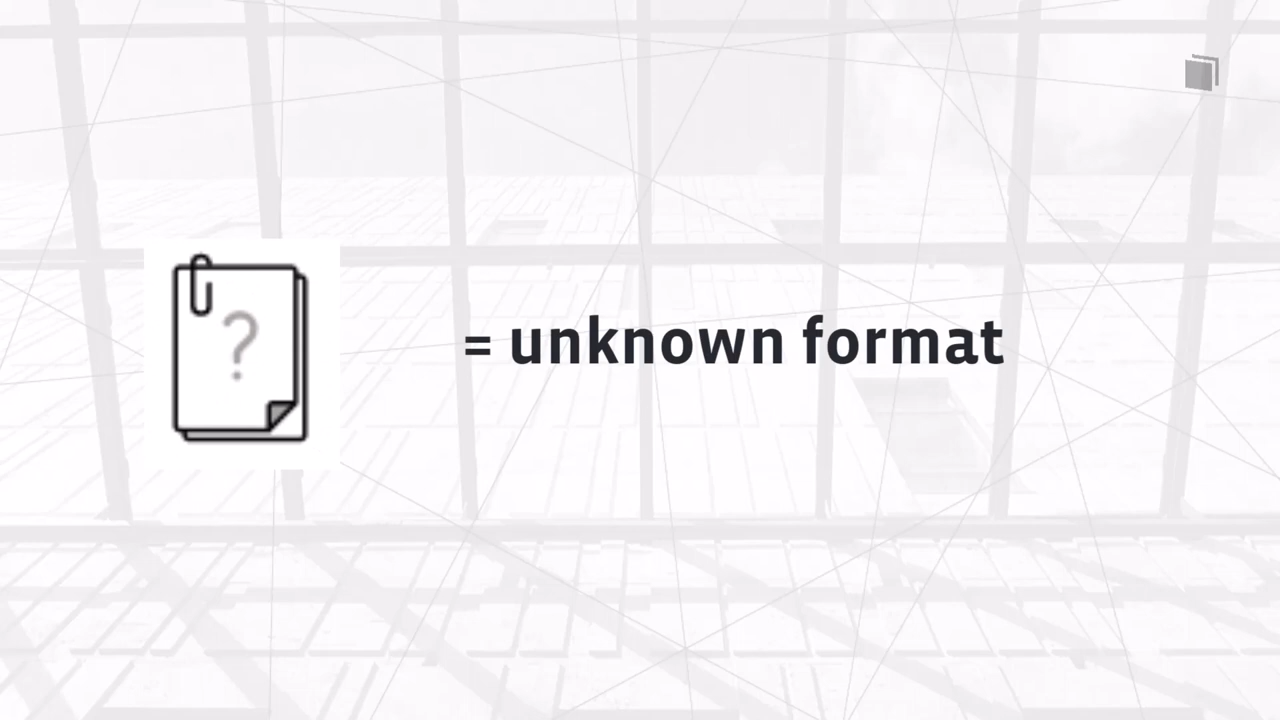 ?
= unknown format